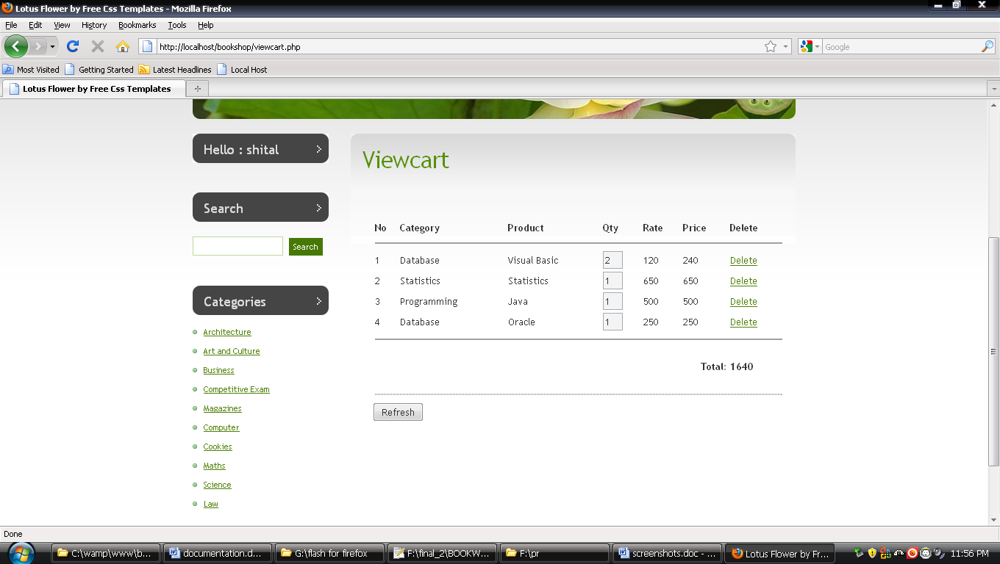 Lotus Flower by Free Css Templates - Mozilla Firefox
File Edit View History Bookmarks Tools Help
http://localhost/bookshop/viewcart.php Google
Most Visited Getting Started Latest Headlines Local Host
Lotus Flower by Free Css Templates
Hello : shital
Search
Search
Categories
Architecture
Art and Culture
Business
Competitive Exam
Magazines
Computer
Cookies
Maths
Science
Law
Viewcart
No Category Product Qty Rate Price Delete
1 Database Visual Basic 2 120 240 Delete
2 Statistics Statistics 1 650 650 Delete
3 Programming Java 1 500 500 Delete
4 Database Oracle 1 250 250 Delete
Total: 1640
Refresh
Done
C:\wamp\www\b... documentation.d... G:\flash for firefox F:\final_2\BOOKW... F:\pr screenshots.doc - ... Lotus Flower by Fr... 11:56 PM